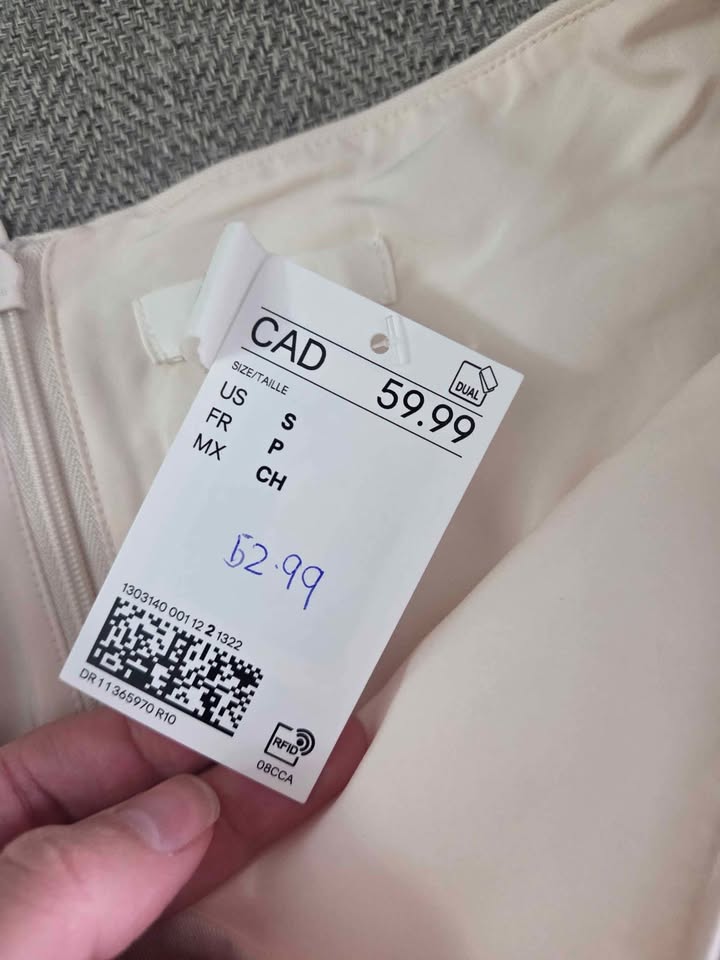 CAD 59.99
DUAL
SIZE/TAILLE
US S
FR P
MX CH
52.99
1303140 001 12 2 1322
DR11365970 R10
RFID
08CCA